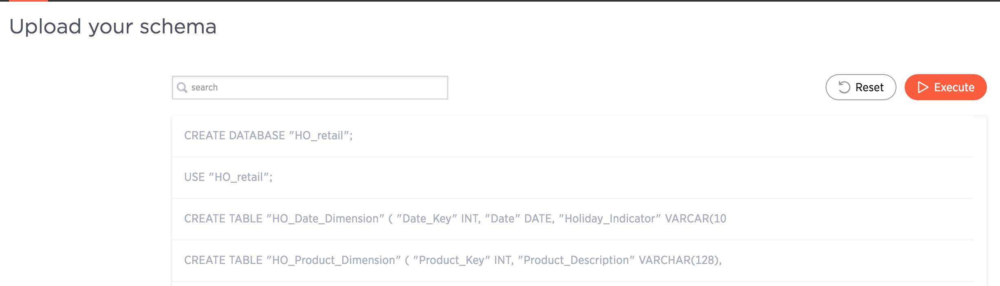 Upload your schema
search
Reset
Execute
CREATE DATABASE "HO_retail";
USE "HO_retail";
CREATE TABLE "HO_Date_Dimension" ( "Date_Key" INT, "Date" DATE, "Holiday_Indicator" VARCAR(10
CREATE TABLE "HO_Product_Dimension" ( "Product_Key" INT, "Product_Description" VARCHAR(128),